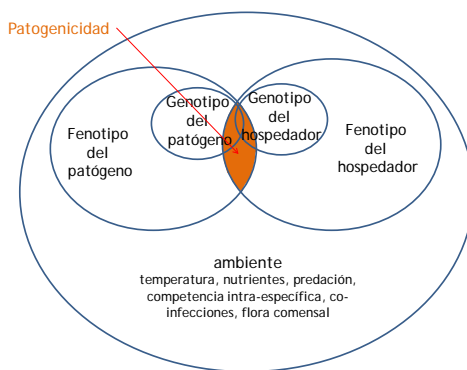 Patogenicidad
Genotipo
del
patógeno
Genotipo
del
hospedador
Fenotipo
del
patógeno
Fenotipo
del
hospedador
ambiente
temperatura, nutrientes, predación,
competencia intra-específica, co-
infecciones, flora comensal